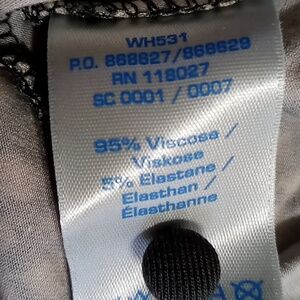 WH531
P.O. 868627/868629
RN 118027
SC 0001 / 0007
95% Viscose /
Viskose
5% Elastane /
Elasthan /
Élasthanne